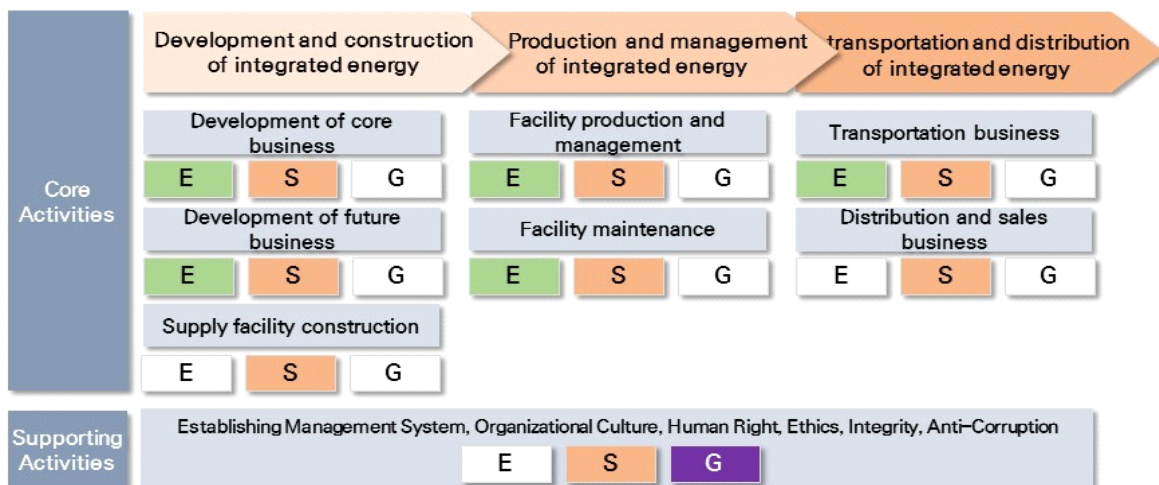 Development and construction
of integrated energy
Production and management
of integrated energy
transportation and distribution
of integrated energy
Core
Activities
Development of core
business
E S G
Development of future
business
E S G
Supply facility construction
E S G
Facility production and
management
E S G
Facility maintenance
E S G
Transportation business
E S G
Distribution and sales
business
E S G
Supporting
Activities
Establishing Management System, Organizational Culture, Human Right, Ethics, Integrity, Anti-Corruption
E S G